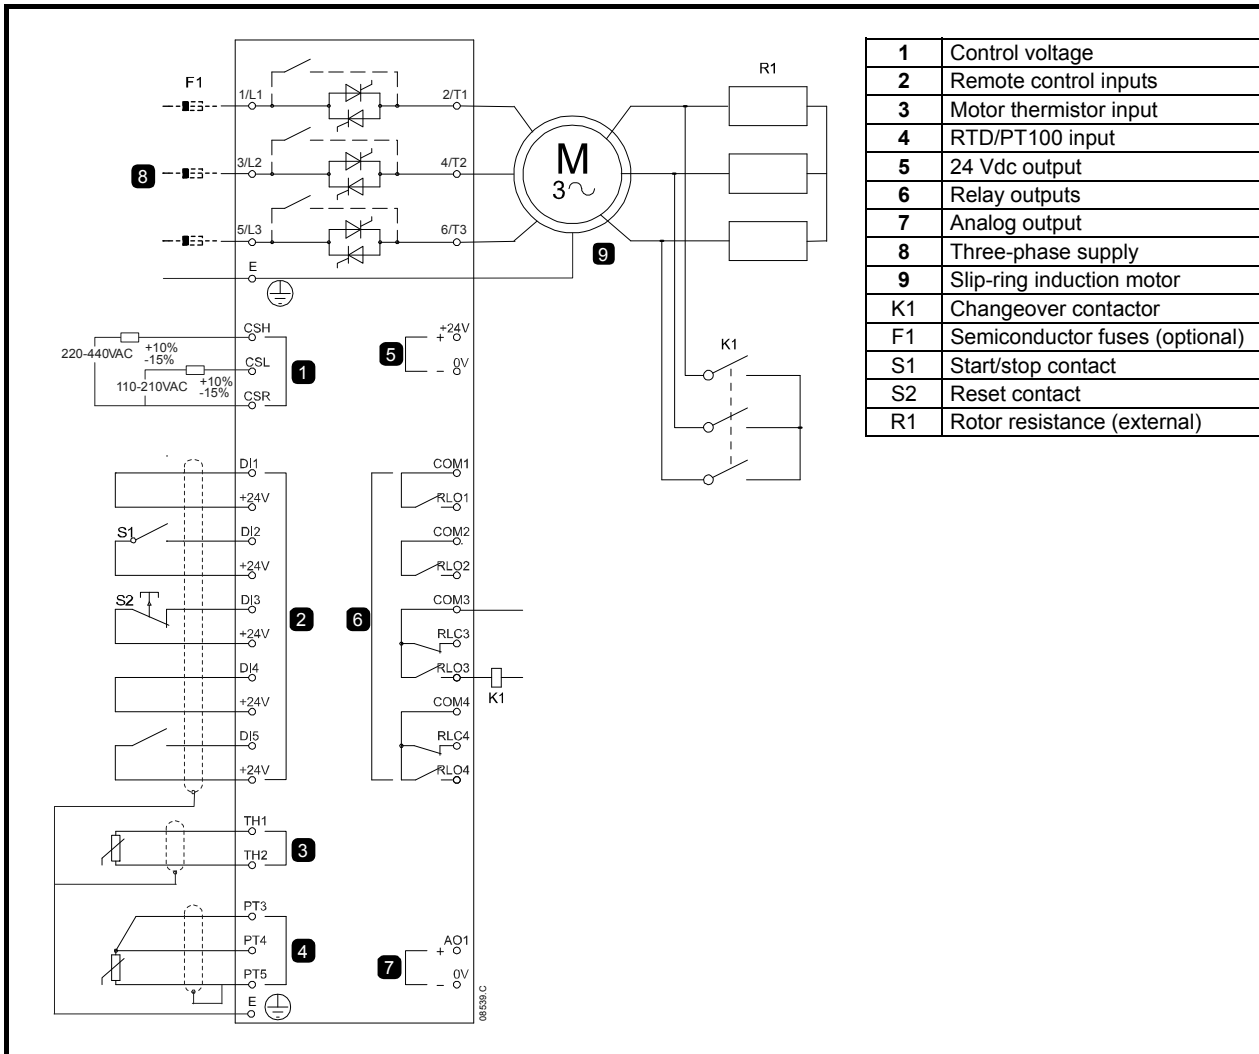 F1
1/L1
2/T1
3/L2
4/T2
8
5/L3
6/T3
E
M
3
9
R1
K1
CSH
220-440VAC
+10%
-15%
CSL
110-210VAC
+10%
-15%
CSR
1
5
+24V
+
0V
–
DI1
+24V
S1
DI2
+24V
S2
DI3
+24V
DI4
+24V
DI5
+24V
2
6
COM1
RLO1
COM2
RLO2
COM3
RLC3
RLO3
K1
COM4
RLC4
RLO4
TH1
TH2
3
PT3
PT4
PT5
E
4
7
AO1
+
0V
–
08539.C
1 Control voltage
2 Remote control inputs
3 Motor thermistor input
4 RTD/PT100 input
5 24 Vdc output
6 Relay outputs
7 Analog output
8 Three-phase supply
9 Slip-ring induction motor
K1 Changeover contactor
F1 Semiconductor fuses (optional)
S1 Start/stop contact
S2 Reset contact
R1 Rotor resistance (external)